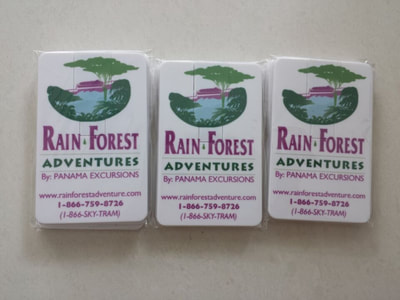 RAIN FOREST
ADVENTURES
By: PANAMA EXCURSIONS
www.rainforestadventure.com
1-866-759-8726
(1-866-SKY-TRAM)
RAIN FOREST
ADVENTURES
By: PANAMA EXCURSIONS
www.rainforestadventure.com
1-866-759-8726
(1-866-SKY-TRAM)
RAIN FOREST
ADVENTURES
By: PANAMA EXCURSIONS
www.rainforestadventure.com
1-866-759-8726
(1-866-SKY-TRAM)